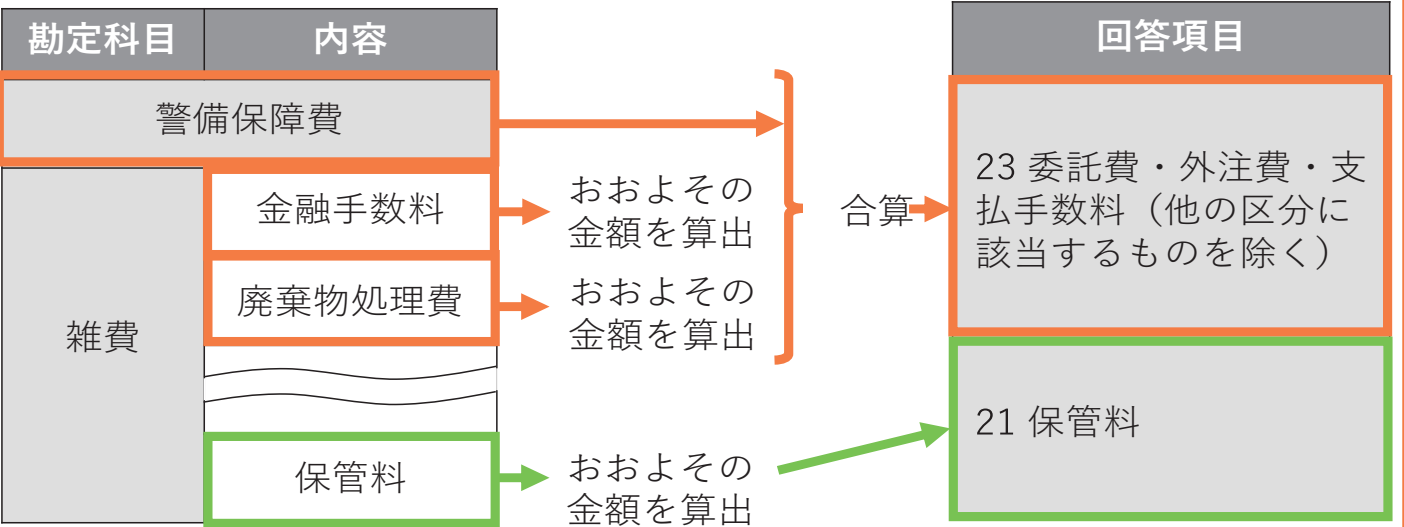 勘定科目
内容
回答項目
警備保障費
雑費
金融手数料
おおよその
金額を算出
廃棄物処理費
おおよその
金額を算出
保管料
おおよその
金額を算出
合算
23 委託費・外注費・支
払手数料（他の区分に
該当するものを除く）
21 保管料